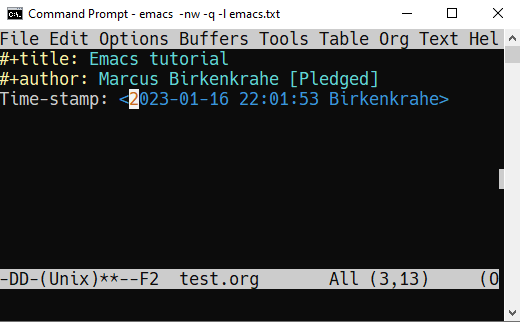 Command Prompt - emacs -nw -q -l emacs.txt
File Edit Options Buffers Tools Table Org Text Hel
#+title: Emacs tutorial
#+author: Marcus Birkenkrahe [Pledged]
Time-stamp: <2023-01-16 22:01:53 Birkenkrahe>
-DD-(Unix)**--F2 test.org All (3,13) (O